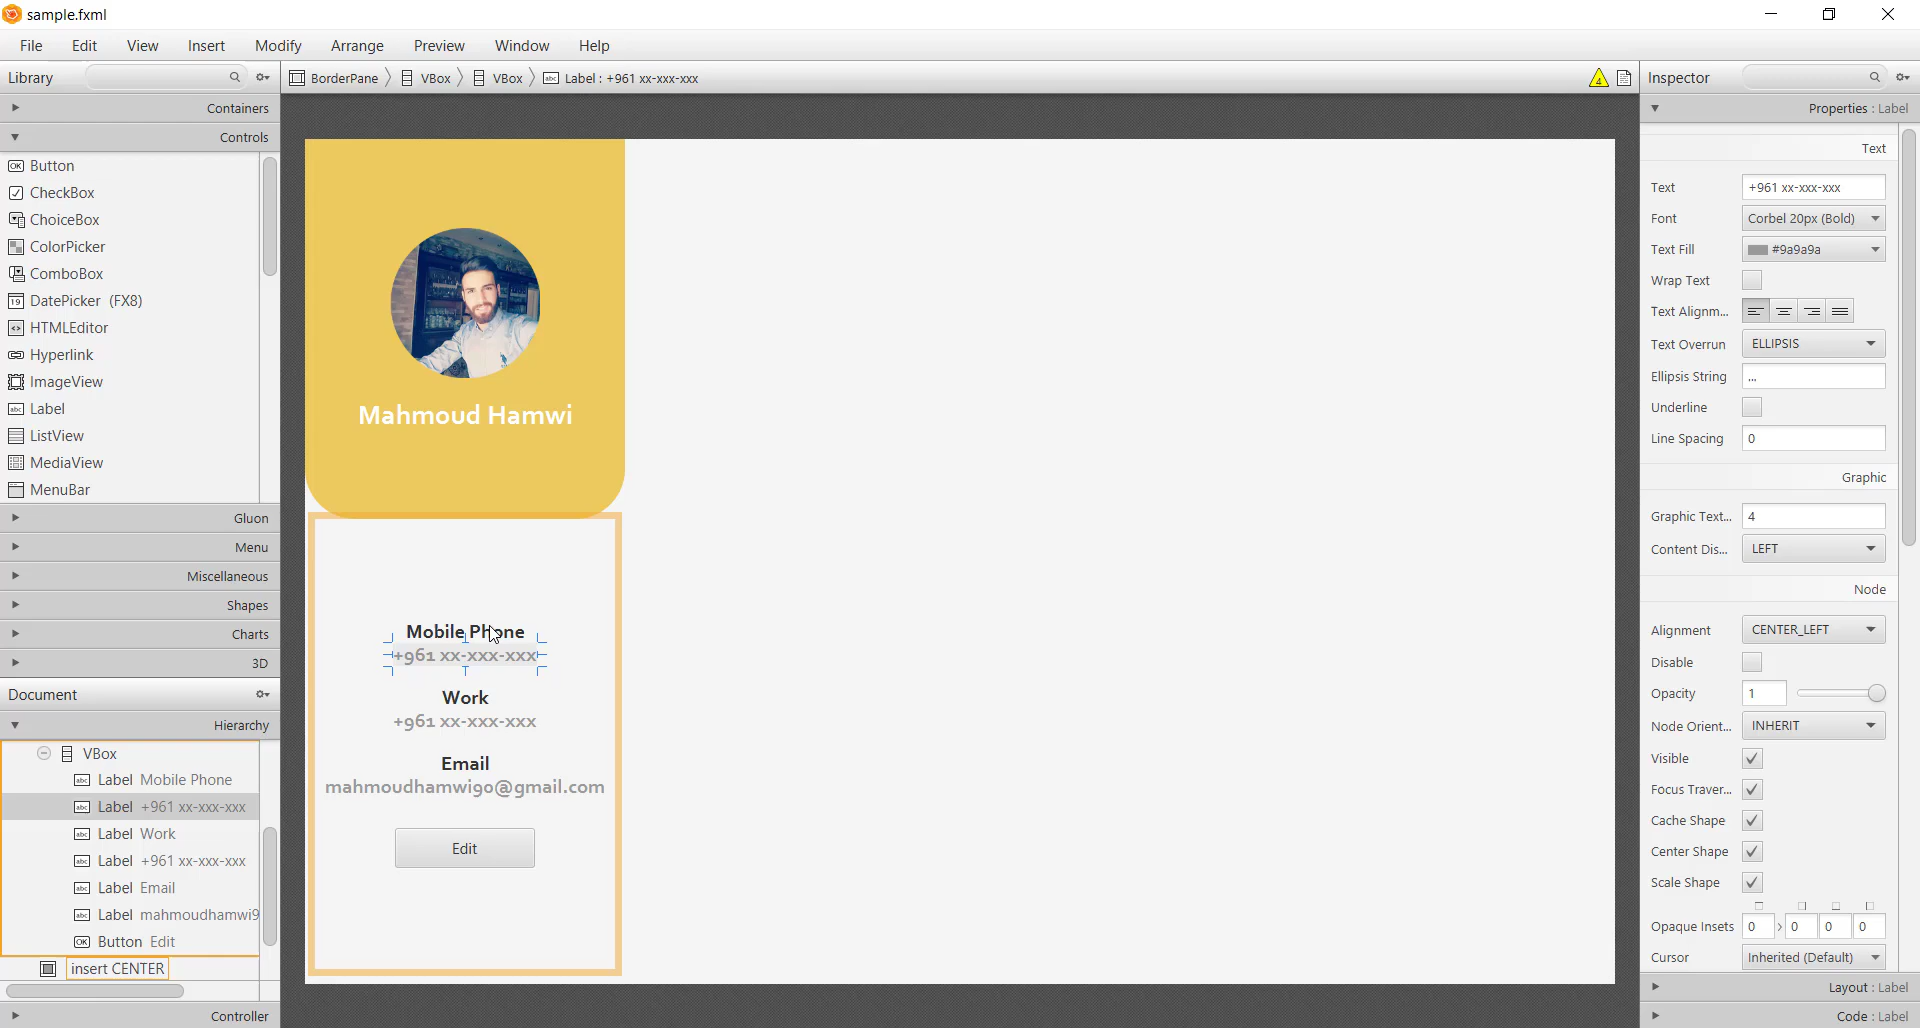 sample.fxml
File Edit View Insert Modify Arrange Preview Window Help
Library
BorderPane VBox VBox Label : +961 xx-xxx-xxx
4
Inspector
Containers
Controls
Button
CheckBox
ChoiceBox
ColorPicker
ComboBox
DatePicker (FX8)
HTMLEditor
Hyperlink
ImageView
Label
ListView
MediaView
MenuBar
Gluon
Menu
Miscellaneous
Shapes
Charts
3D
Document
Hierarchy
VBox
Label Mobile Phone
Label +961 xx-xxx-xxx
Label Work
Label +961 xx-xxx-xxx
Label Email
Label mahmoudhamwi9
Button Edit
insert CENTER
Controller
Mahmoud Hamwi
Mobile Phone
+961 xx-xxx-xxx
Work
+961 xx-xxx-xxx
Email
mahmoudhamwi90@gmail.com
Edit
Properties : Label
Text
Text +961 xx-xxx-xxx
Font Corbel 20px (Bold)
Text Fill #9a9a9a
Wrap Text
Text Alignm...
Text Overrun ELLIPSIS
Ellipsis String ...
Underline
Line Spacing 0
Graphic
Graphic Text... 4
Content Dis... LEFT
Node
Alignment CENTER_LEFT
Disable
Opacity 1
Node Orient... INHERIT
Visible
Focus Traver...
Cache Shape
Center Shape
Scale Shape
Opaque Insets 0 0 0 0
Cursor Inherited (Default)
Layout : Label
Code : Label